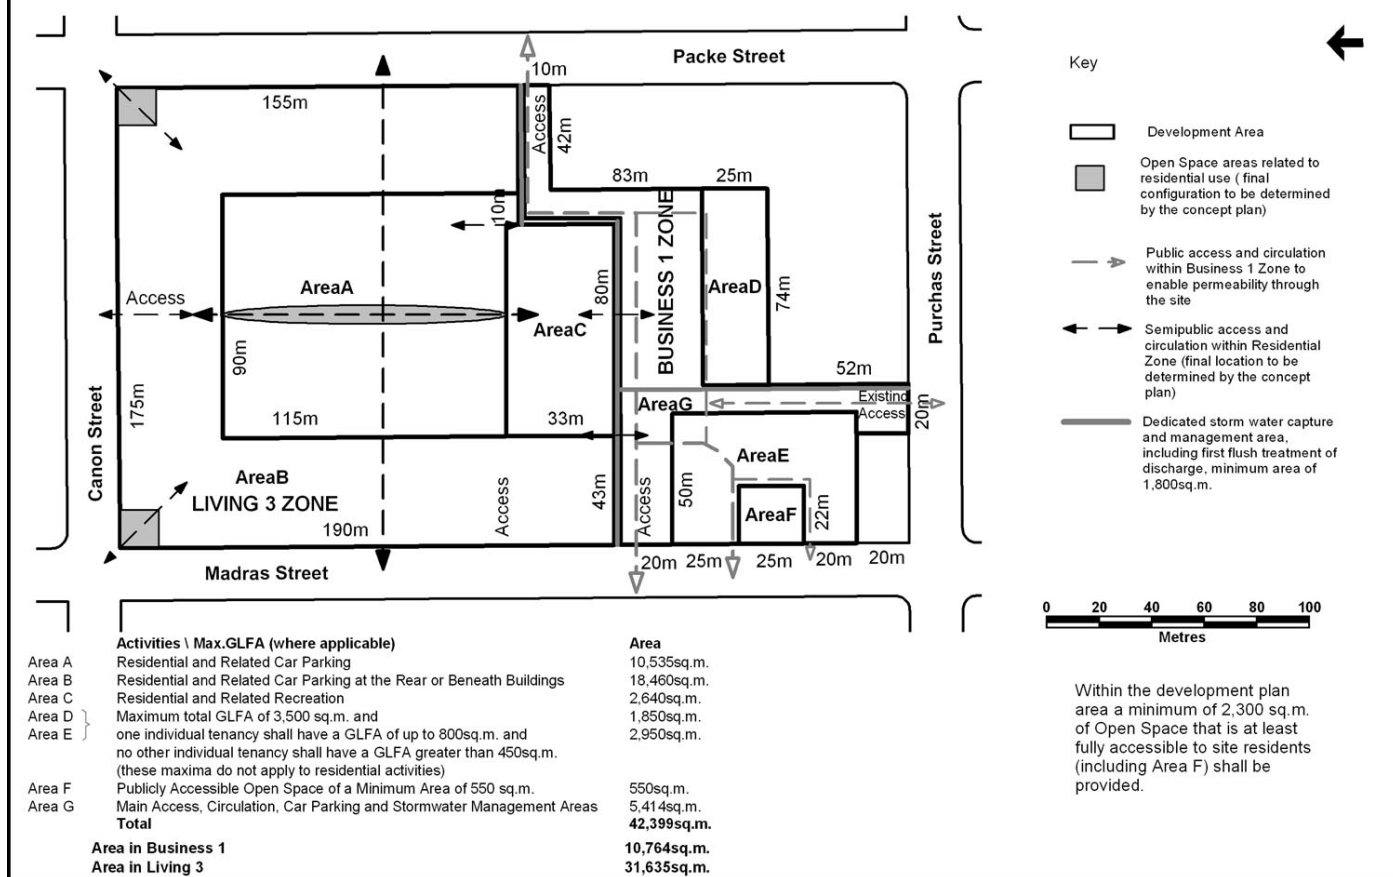 Packe Street
10m
155m
Access
42m
83m
25m
10m
BUSINESS 1 ZONE
AreaA
AreaD
74m
Access
80m
AreaC
Purchas Street
90m
52m
175m
AreaG
Existing
Access
20m
115m
33m
Canon Street
AreaE
AreaB
LIVING 3 ZONE
Access
43m
Access
50m
AreaF
22m
190m
20m
25m
25m
20m
20m
Madras Street
Key
Development Area
Open Space areas related to
residential use ( final
configuration to be determined
by the concept plan)
Public access and circulation
within Business 1 Zone to
enable permeability through
the site
Semipublic access and
circulation within Residential
Zone (final location to be
determined by the concept
plan)
Dedicated storm water capture
and management area,
including first flush treatment of
discharge, minimum area of
1,800sq.m.
0 20 40 60 80 100
Metres
Within the development plan
area a minimum of 2,300 sq.m.
of Open Space that is at least
fully accessible to site residents
(including Area F) shall be
provided.
Activities \ Max.GLFA (where applicable) Area
Area A Residential and Related Car Parking 10,535sq.m.
Area B Residential and Related Car Parking at the Rear or Beneath Buildings 18,460sq.m.
Area C Residential and Related Recreation 2,640sq.m.
Area D Maximum total GLFA of 3,500 sq.m. and 1,850sq.m.
Area E one individual tenancy shall have a GLFA of up to 800sq.m. and 2,950sq.m.
no other individual tenancy shall have a GLFA greater than 450sq.m.
(these maxima do not apply to residential activities)
Area F Publicly Accessible Open Space of a Minimum Area of 550 sq.m. 550sq.m.
Area G Main Access, Circulation, Car Parking and Stormwater Management Areas 5,414sq.m.
Total 42,399sq.m.
Area in Business 1 10,764sq.m.
Area in Living 3 31,635sq.m.